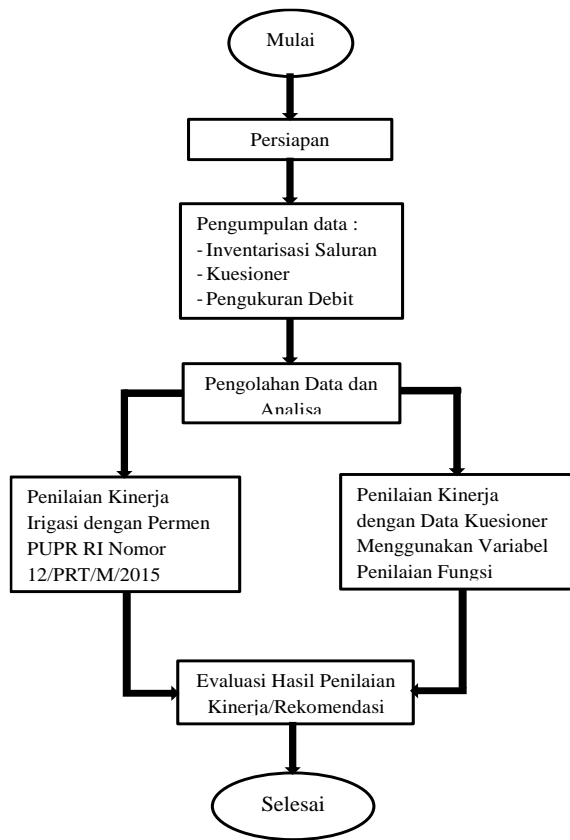 Mulai
Persiapan
Pengumpulan data :
- Inventarisasi Saluran
- Kuesioner
- Pengukuran Debit
Pengolahan Data dan
Analisa
Penilaian Kinerja
Irigasi dengan Permen
PUPR RI Nomor
12/PRT/M/2015
Penilaian Kinerja
dengan Data Kuesioner
Menggunakan Variabel
Penilaian Fungsi
Evaluasi Hasil Penilaian
Kinerja/Rekomendasi
Selesai